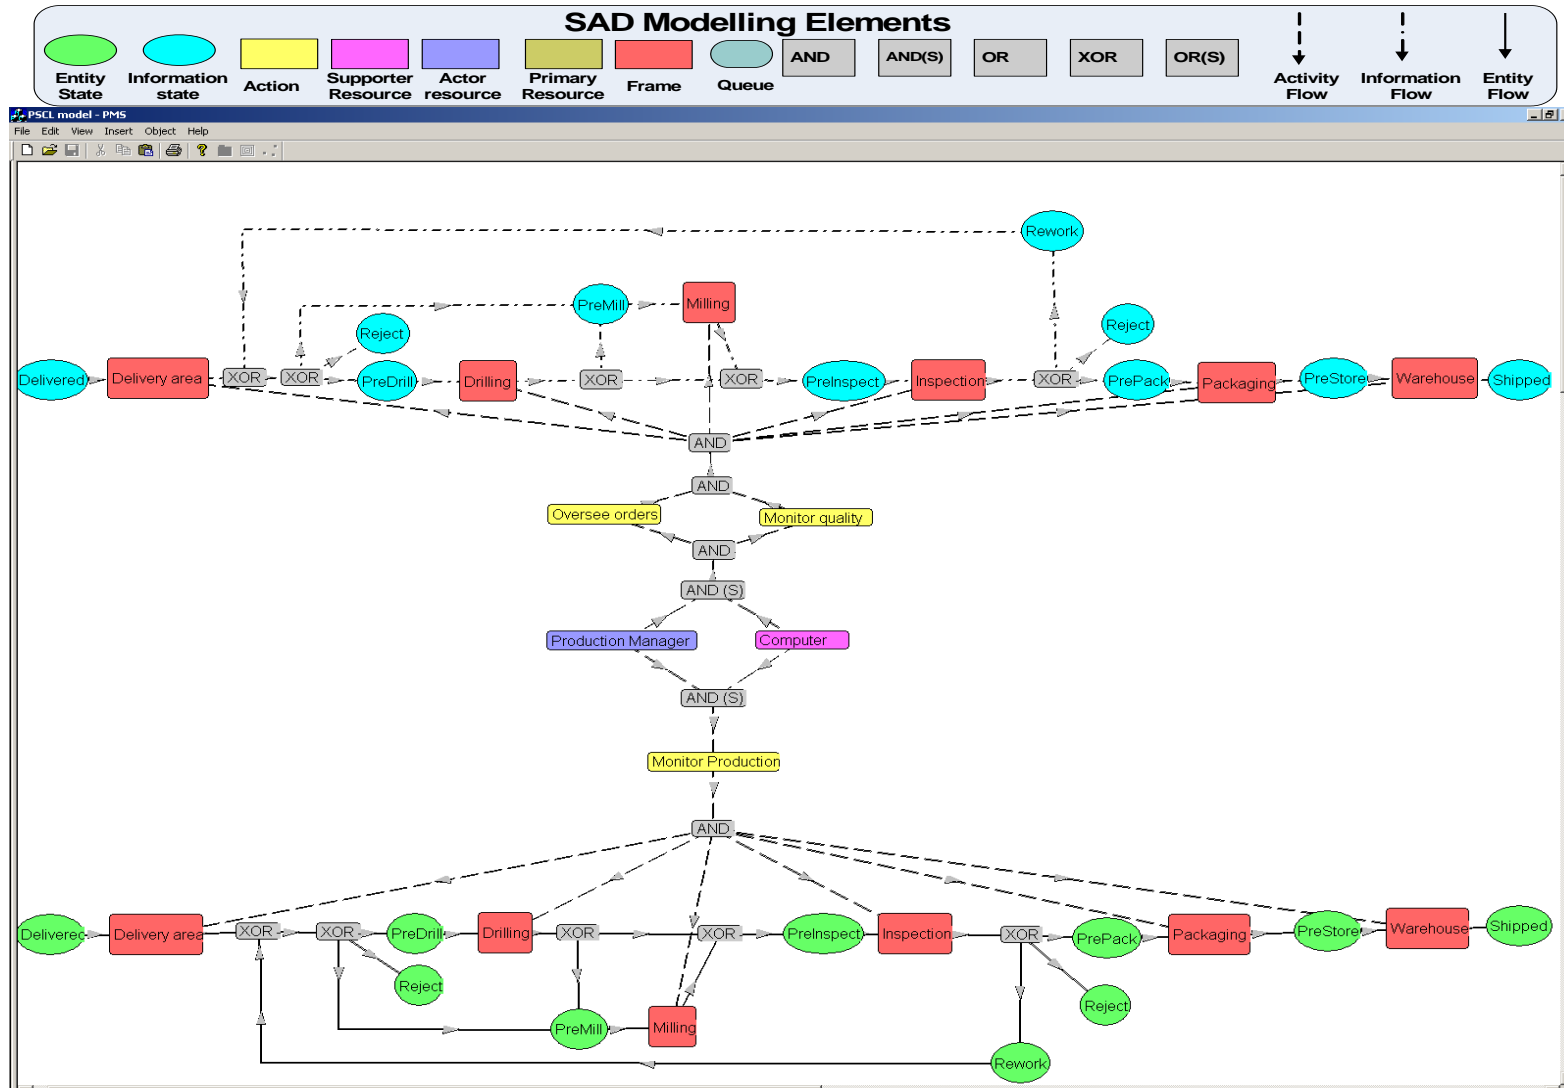 SAD Modelling Elements
Entity State
Information state
Action
Supporter Resource
Actor resource
Primary Resource
Frame
Queue
AND
AND(S)
OR
XOR
OR(S)
Activity Flow
Information Flow
Entity Flow
PSCL model - PMS
File Edit View Insert Object Help
Rework
PreMill
Milling
Reject
Reject
Delivered
Delivery area
XOR
XOR
PreDrill
Drilling
XOR
XOR
PreInspect
Inspection
XOR
PrePack
Packaging
PreStore
Warehouse
Shipped
AND
AND
Oversee orders
Monitor quality
AND
AND (S)
Production Manager
Computer
AND (S)
Monitor Production
AND
Delivered
Delivery area
XOR
XOR
PreDrill
Drilling
XOR
XOR
PreInspect
Inspection
XOR
PrePack
Packaging
PreStore
Warehouse
Shipped
Reject
Reject
PreMill
Milling
Rework